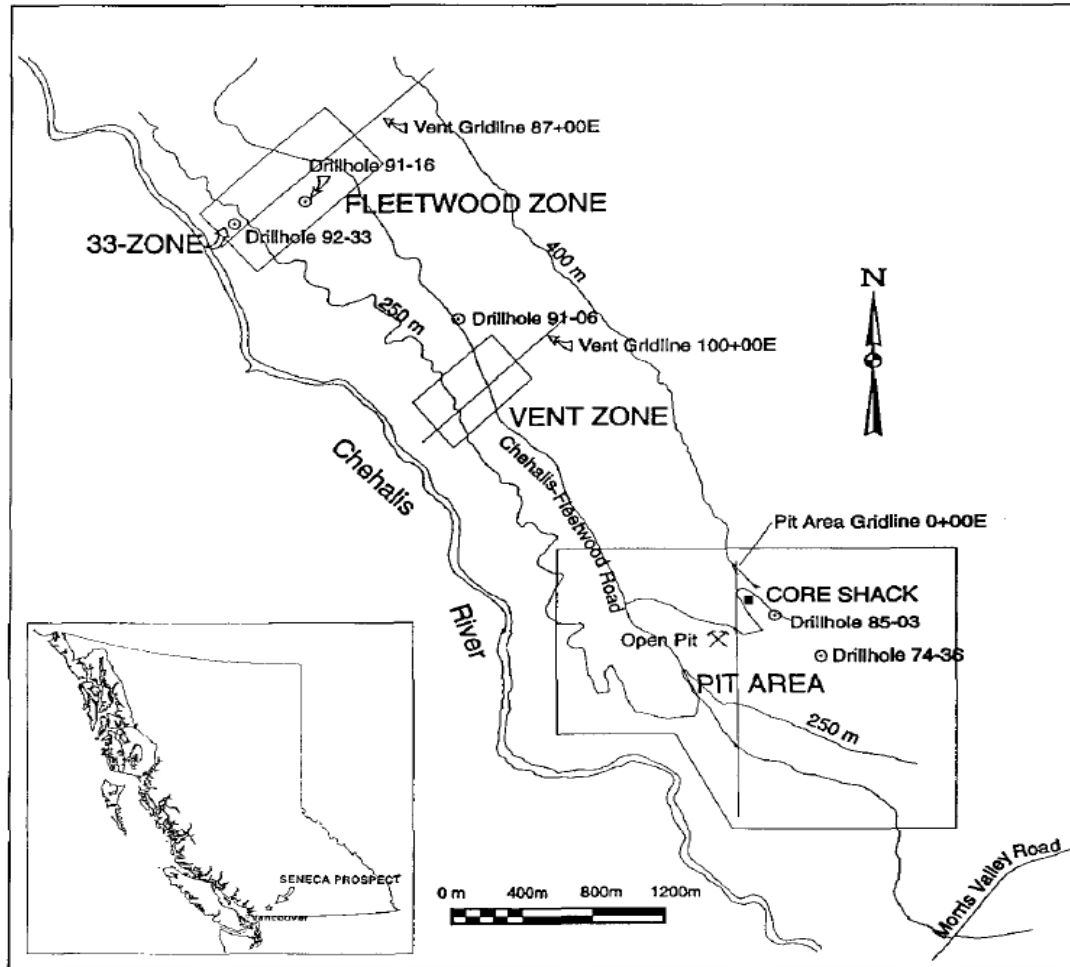 Vent Gridline 87+00E
Drillhole 91-16
FLEETWOOD ZONE
33-ZONE
Drillhole 92-33
400 m
N
250 m
Drillhole 91-06
Vent Gridline 100+00E
VENT ZONE
Chehalis
River
Chehalis-Fleetwood Road
Pit Area Gridline 0+00E
CORE SHACK
Drillhole 85-03
Open Pit
Drillhole 74-36
PIT AREA
250 m
Morris Valley Road
SENECA PROSPECT
Vancouver
0 m 400m 800m 1200m